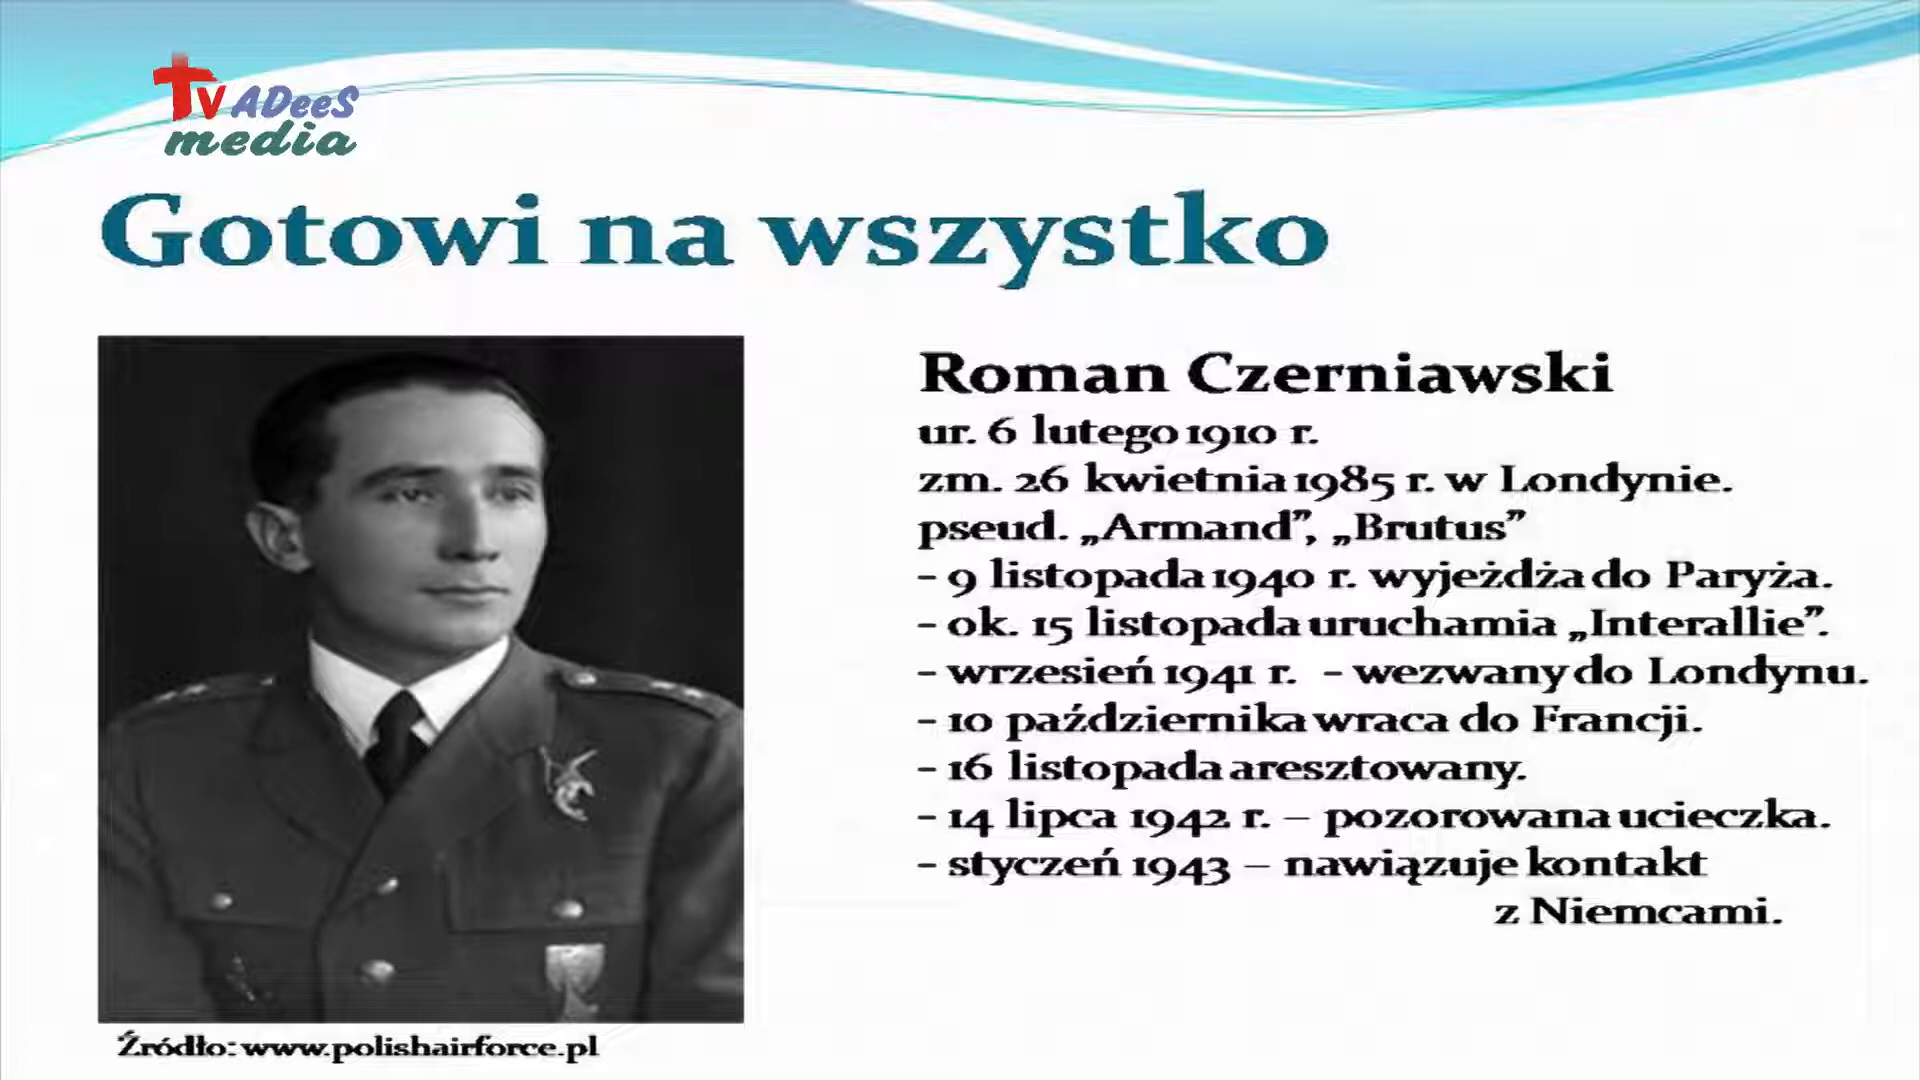 TV ADeeS
media
Gotowi na wszystko
Roman Czerniawski
ur. 6 lutego 1910 r.
zm. 26 kwietnia 1985 r. w Londynie.
pseud. „Armand”, „Brutus”
- 9 listopada 1940 r. wyjeżdża do Paryża.
- ok. 15 listopada uruchamia „Interallie”.
- wrzesień 1941 r. - wezwany do Londynu.
- 10 października wraca do Francji.
- 16 listopada aresztowany.
- 14 lipca 1942 r. – pozorowana ucieczka.
- styczeń 1943 – nawiązuje kontakt
z Niemcami.
Źródło: www.polishairforce.pl